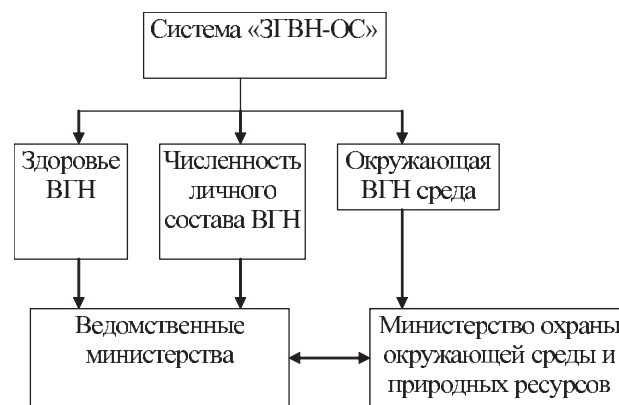 Система «ЗГВН-ОС»
Здоровье
ВГН
Численность
личного
состава ВГН
Окружающая
ВГН среда
Ведомственные
министерства
Министерство охраны
окружающей среды и
природных ресурсов